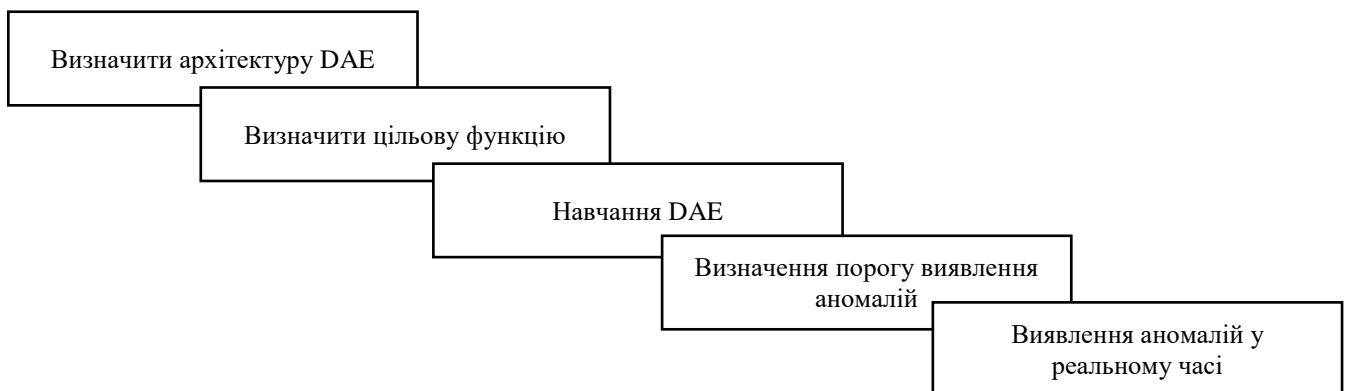 Визначити архітектуру DAE
Визначити цільову функцію
Навчання DAE
Визначення порогу виявлення
аномалій
Виявлення аномалій у
реальному часі